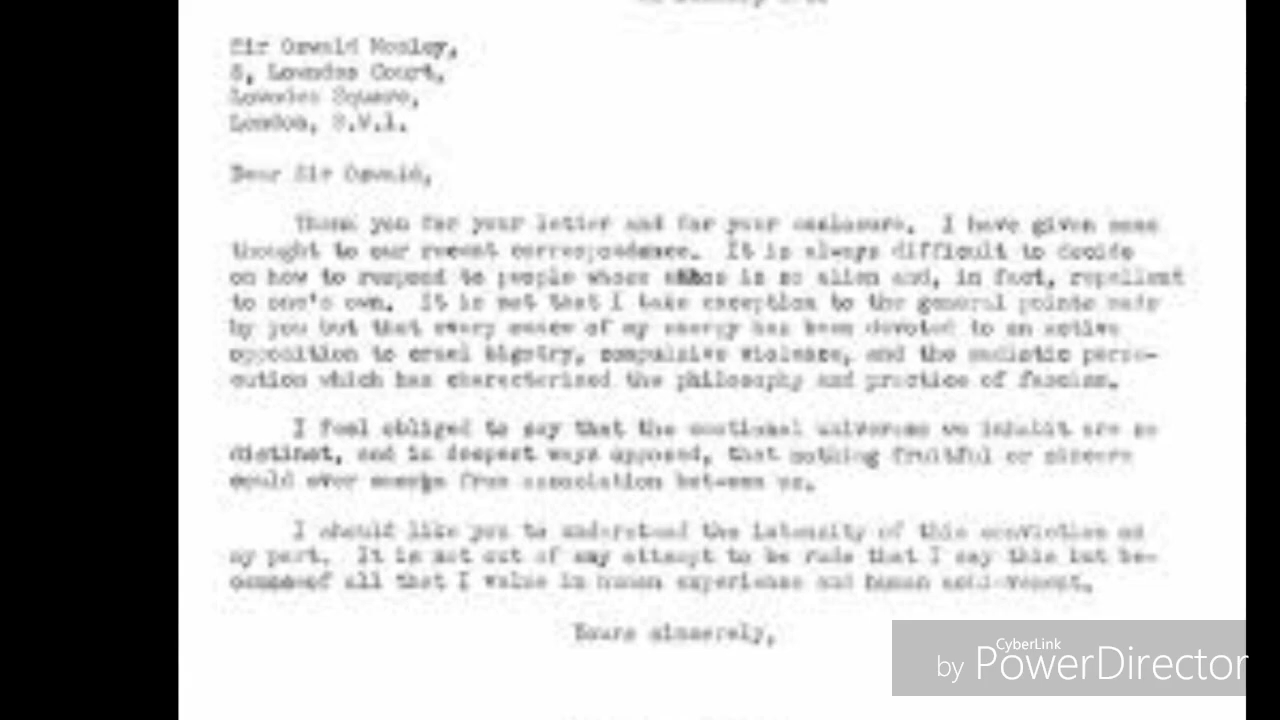 Sir Oswald Mosley,
Lowndes Court,
Lowndes Square,
London, S.W.1.
Dear Sir Oswald,
Thank you for your letter and for your enclosure. I have given some
thought to our recent correspondence. It is always difficult to decide
on how to respond to people whose ethos is so alien and, in fact, repellent
to one's own. It is not that I take exception to the general points made
by you but that every ounce of my energy has been devoted to an active
opposition to cruel bigotry, compulsive violence, and the sadistic perse-
cution which has characterised the philosophy and practice of fascism.
I feel obliged to say that the emotional universes we inhabit are so
distinct, and in deepest ways opposed, that nothing fruitful or sincere
could ever emerge from association between us.
I should like you to understand the intensity of this conviction on
my part. It is not out of any attempt to be rude that I say this but be-
cause of all that I value in human experience and human achievement.
Yours sincerely,
CyberLink
by PowerDirector